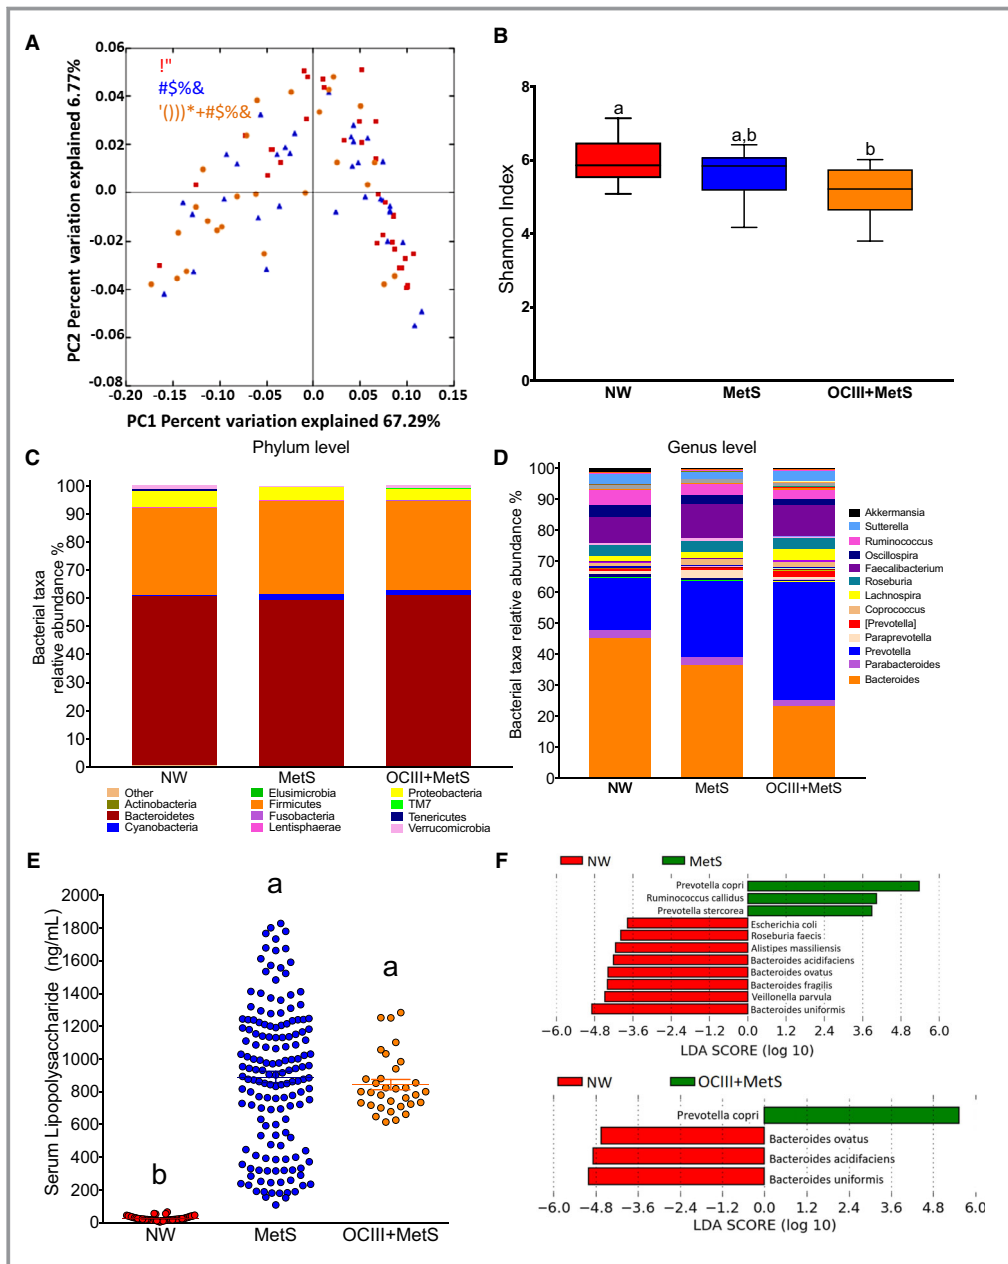 A
0.06
0.04
0.02
0.0
-0.02
-0.04
-0.06
-0.08
-0.20
-0.15
-0.10
-0.05
0.0
0.05
0.10
0.15
PC2 Percent variation explained 6.77%
PC1 Percent variation explained 67.29%
!"
#$%&
'()))*+#$%&
B
8
6
4
2
0
Shannon Index
a
a,b
b
NW
MetS
OCIII+MetS
C
Phylum level
100
90
80
70
60
50
40
30
20
10
0
Bacterial taxa
relative abundance %
NW
MetS
OCIII+MetS
Other
Actinobacteria
Bacteroidetes
Cyanobacteria
Elusimicrobia
Firmicutes
Fusobacteria
Lentisphaerae
Proteobacteria
TM7
Tenericutes
Verrucomicrobia
D
Genus level
100
90
80
70
60
50
40
30
20
10
0
Bacterial taxa relative abundance %
NW
MetS
OCIII+MetS
Akkermansia
Sutterella
Ruminococcus
Oscillospira
Faecalibacterium
Roseburia
Lachnospira
Coprococcus
[Prevotella]
Paraprevotella
Prevotella
Parabacteroides
Bacteroides
E
2000
1800
1600
1400
1200
1000
800
600
400
200
0
Serum Lipopolysaccharide (ng/mL)
b
a
a
NW
MetS
OCIII+MetS
F
NW
MetS
Prevotella copri
Ruminococcus callidus
Prevotella stercorea
Escherichia coli
Roseburia faecis
Alistipes massiliensis
Bacteroides acidifaciens
Bacteroides ovatus
Bacteroides fragilis
Veillonella parvula
Bacteroides uniformis
−6.0 −4.8 −3.6 −2.4 −1.2 0.0 1.2 2.4 3.6 4.8 6.0
LDA SCORE (log 10)
NW
OCIII+MetS
Prevotella copri
Bacteroides ovatus
Bacteroides acidifaciens
Bacteroides uniformis
−6.0 −4.8 −3.6 −2.4 −1.2 0.0 1.2 2.4 3.6 4.8 6.0
LDA SCORE (log 10)